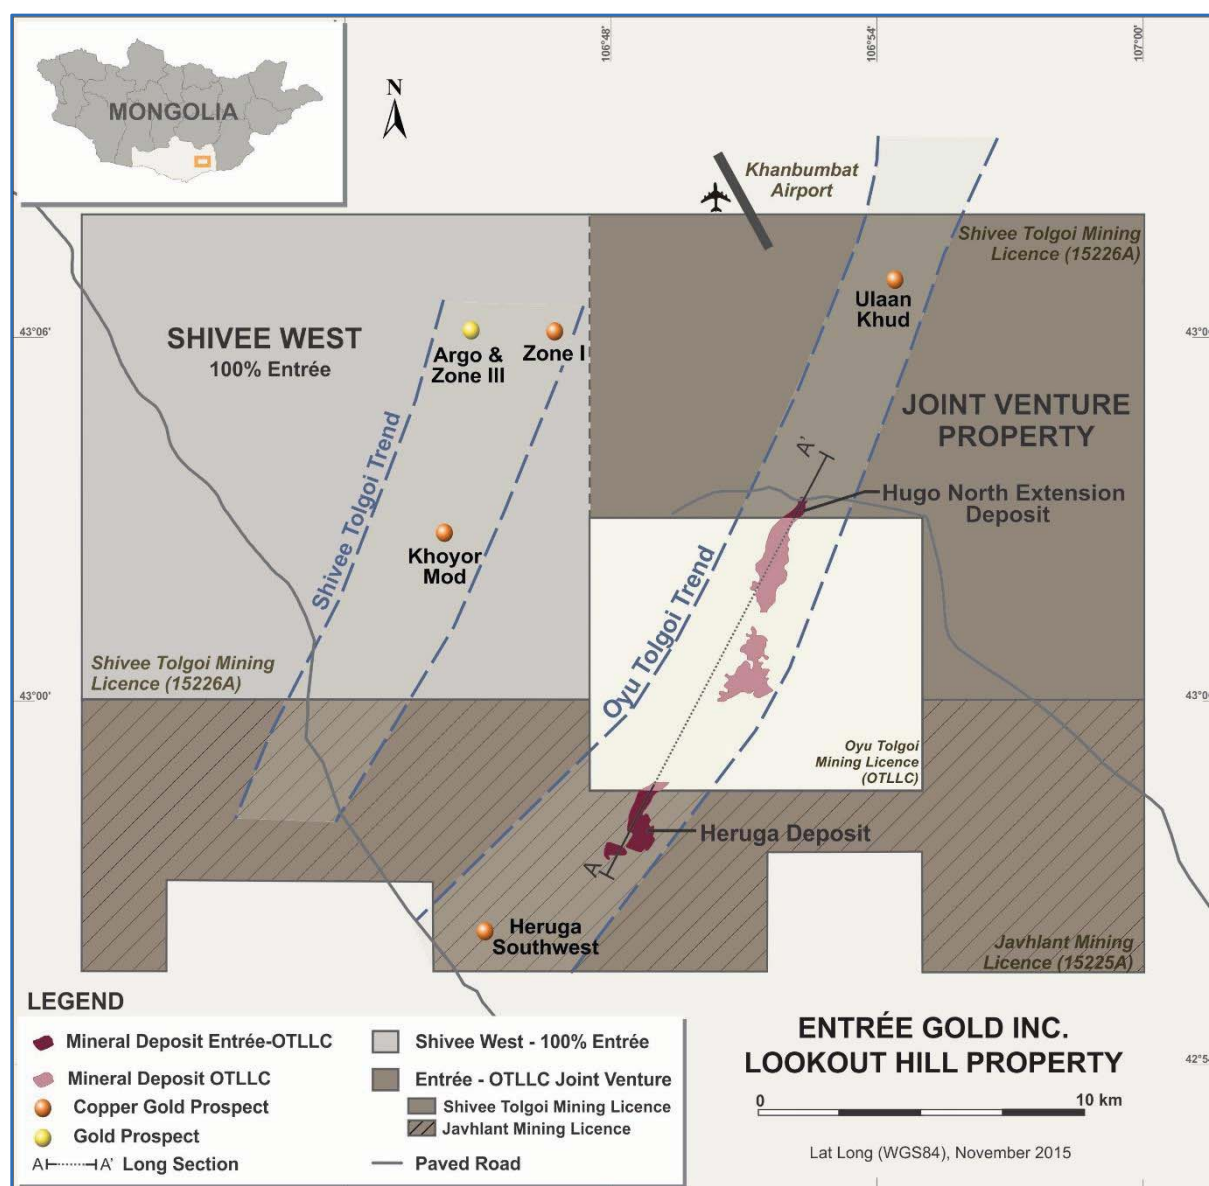 MONGOLIA
N
106°48'
106°54'
107°00'
Khanbumbat
Airport
Shivee Tolgoi Mining
Licence (15226A)
Ulaan
Khud
43°06'
43°06'
SHIVEE WEST
100% Entrée
Argo &
Zone III
Zone I
JOINT VENTURE
PROPERTY
A'
Hugo North Extension
Deposit
Shivee Tolgoi Trend
Khoyor
Mod
Oyu Tolgoi Trend
Shivee Tolgoi Mining
Licence (15226A)
43°00'
43°00'
Oyu Tolgoi
Mining Licence
(OTLLC)
Heruga Deposit
A
Heruga
Southwest
Javhlant Mining
Licence (15225A)
LEGEND
Mineral Deposit Entrée-OTLLC
Mineral Deposit OTLLC
Copper Gold Prospect
Gold Prospect
A A' Long Section
Shivee West - 100% Entrée
Entrée - OTLLC Joint Venture
Shivee Tolgoi Mining Licence
Javhlant Mining Licence
Paved Road
ENTRÉE GOLD INC.
LOOKOUT HILL PROPERTY
42°54'
0 10 km
Lat Long (WGS84), November 2015